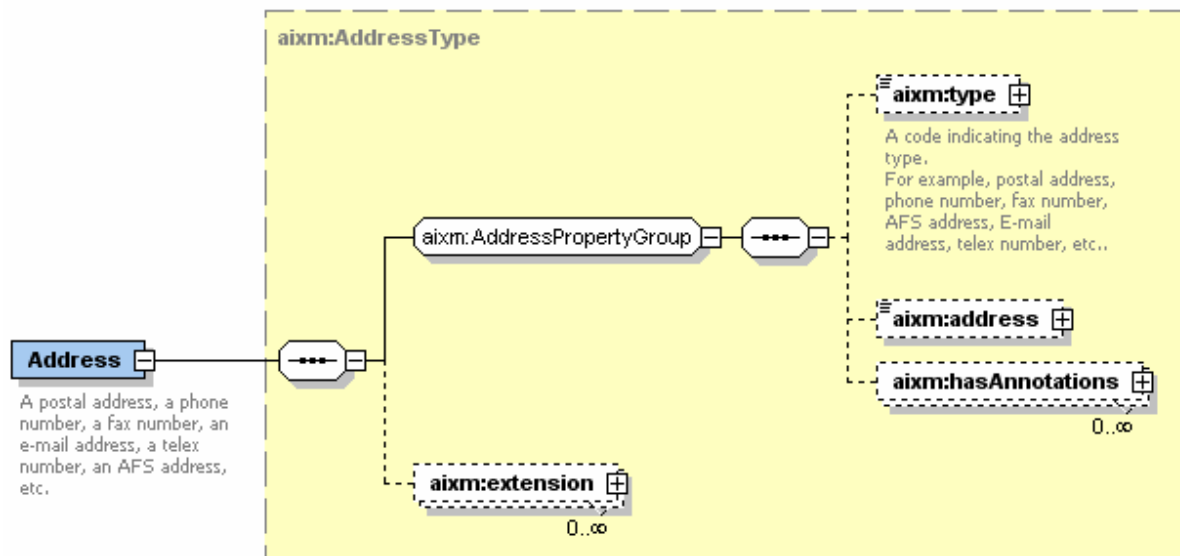 aixm:AddressType
aixm:type
A code indicating the address
type.
For example, postal address,
phone number, fax number,
AFS address, E-mail
address, telex number, etc..
aixm:AddressPropertyGroup
aixm:address
Address
aixm:hasAnnotations
0..∞
A postal address, a phone
number, a fax number, an
e-mail address, a telex
number, an AFS address,
etc.
aixm:extension
0..∞